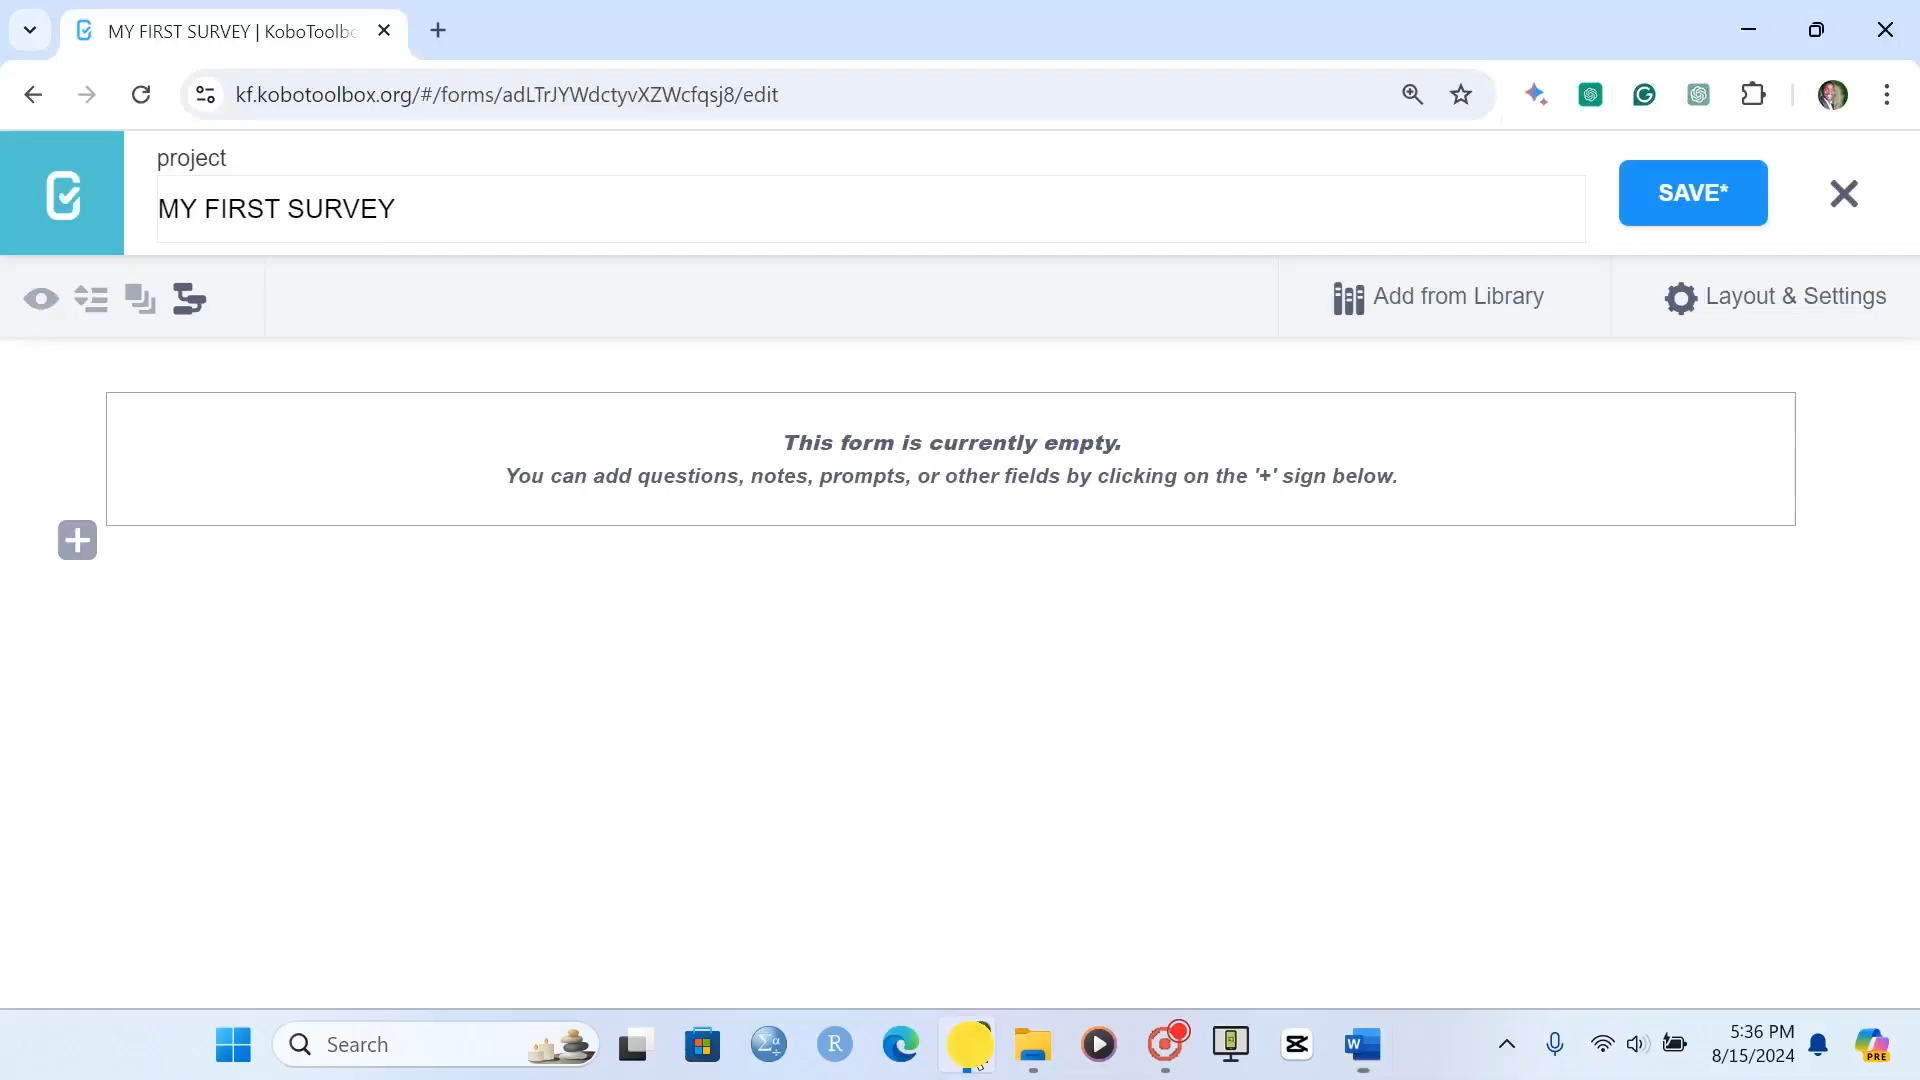 MY FIRST SURVEY | KoboToolbo
kf.kobotoolbox.org/#/forms/adLTrJYWdctyvXZWcfqsj8/edit
project
MY FIRST SURVEY
SAVE*
Add from Library
Layout & Settings
This form is currently empty.
You can add questions, notes, prompts, or other fields by clicking on the '+' sign below.
Search
R
W
5:36 PM
8/15/2024
PRE